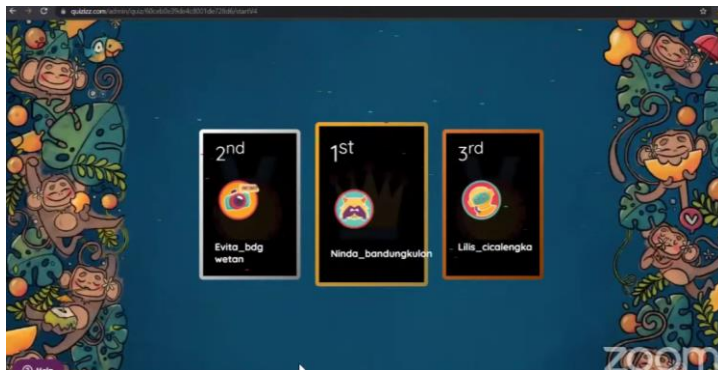 2nd
Evita_bdg
wetan
1st
Ninda_bandungkulon
3rd
Lilis_cicalengka
zoom